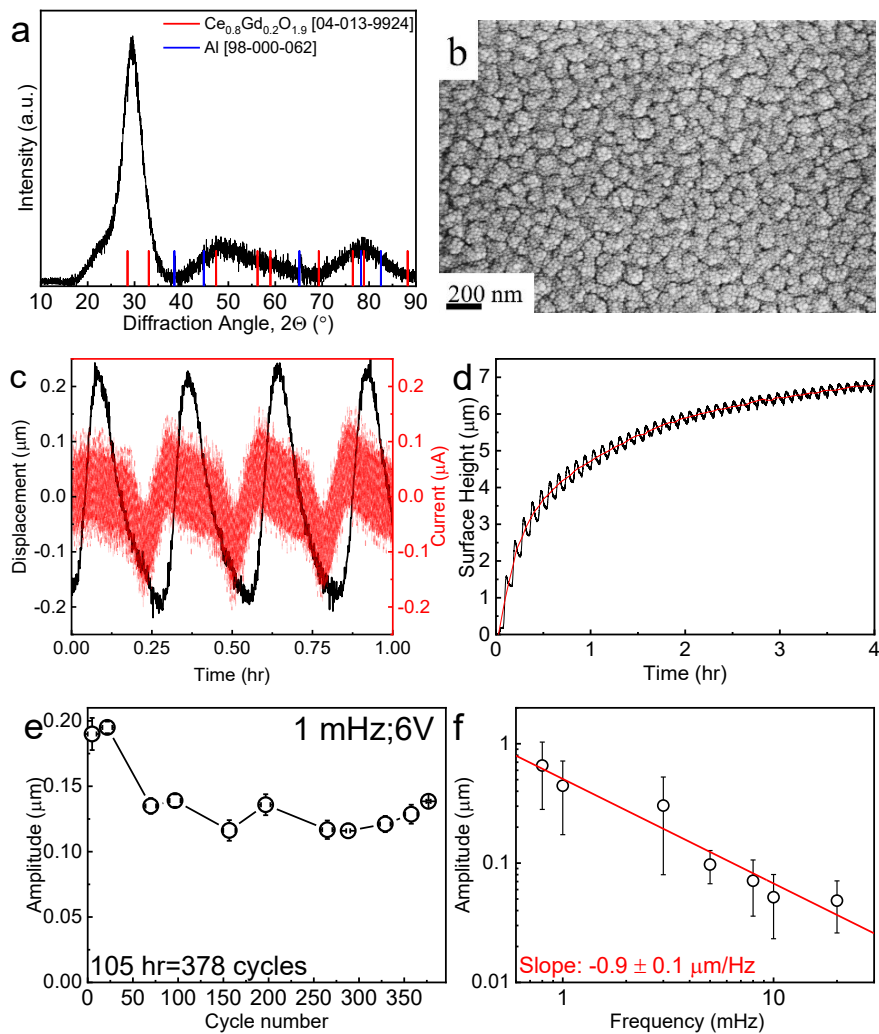 a
Ce0.8Gd0.2O1.9 [04-013-9924]
Al [98-000-062]
Intensity (a.u.)
10 20 30 40 50 60 70 80 90
Diffraction Angle, 2Θ (°)
b
200 nm
c
0.2
0.1
0.0
-0.1
-0.2
Displacement (μm)
0.2
0.1
0.0
-0.1
-0.2
Current (μA)
0.00 0.25 0.50 0.75 1.00
Time (hr)
d
7
6
5
4
3
2
1
0
Surface Height (μm)
0 1 2 3 4
Time (hr)
e
1 mHz;6V
0.20
0.15
0.10
0.05
0.00
Amplitude (μm)
105 hr=378 cycles
0 50 100 150 200 250 300 350
Cycle number
f
1
0.1
0.01
Amplitude (μm)
Slope: -0.9 ± 0.1 μm/Hz
1 10
Frequency (mHz)